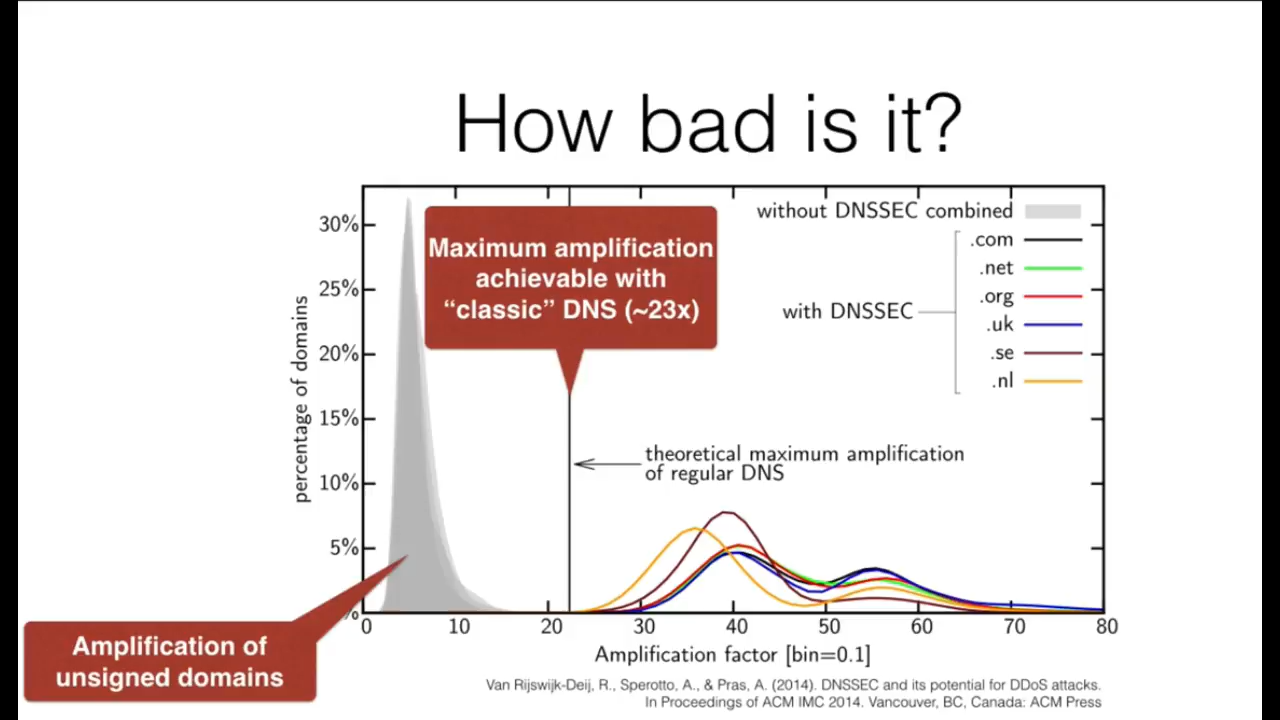 How bad is it?
Maximum amplification
achievable with
“classic” DNS (~23x)
without DNSSEC combined
.com
.net
.org
with DNSSEC
.uk
.se
.nl
30%
25%
20%
15%
10%
5%
%
percentage of domains
theoretical maximum amplification
of regular DNS
0 10 20 30 40 50 60 70 80
Amplification factor [bin=0.1]
Amplification of
unsigned domains
Van Rijswijk-Deij, R., Sperotto, A., & Pras, A. (2014). DNSSEC and its potential for DDoS attacks.
In Proceedings of ACM IMC 2014. Vancouver, BC, Canada: ACM Press